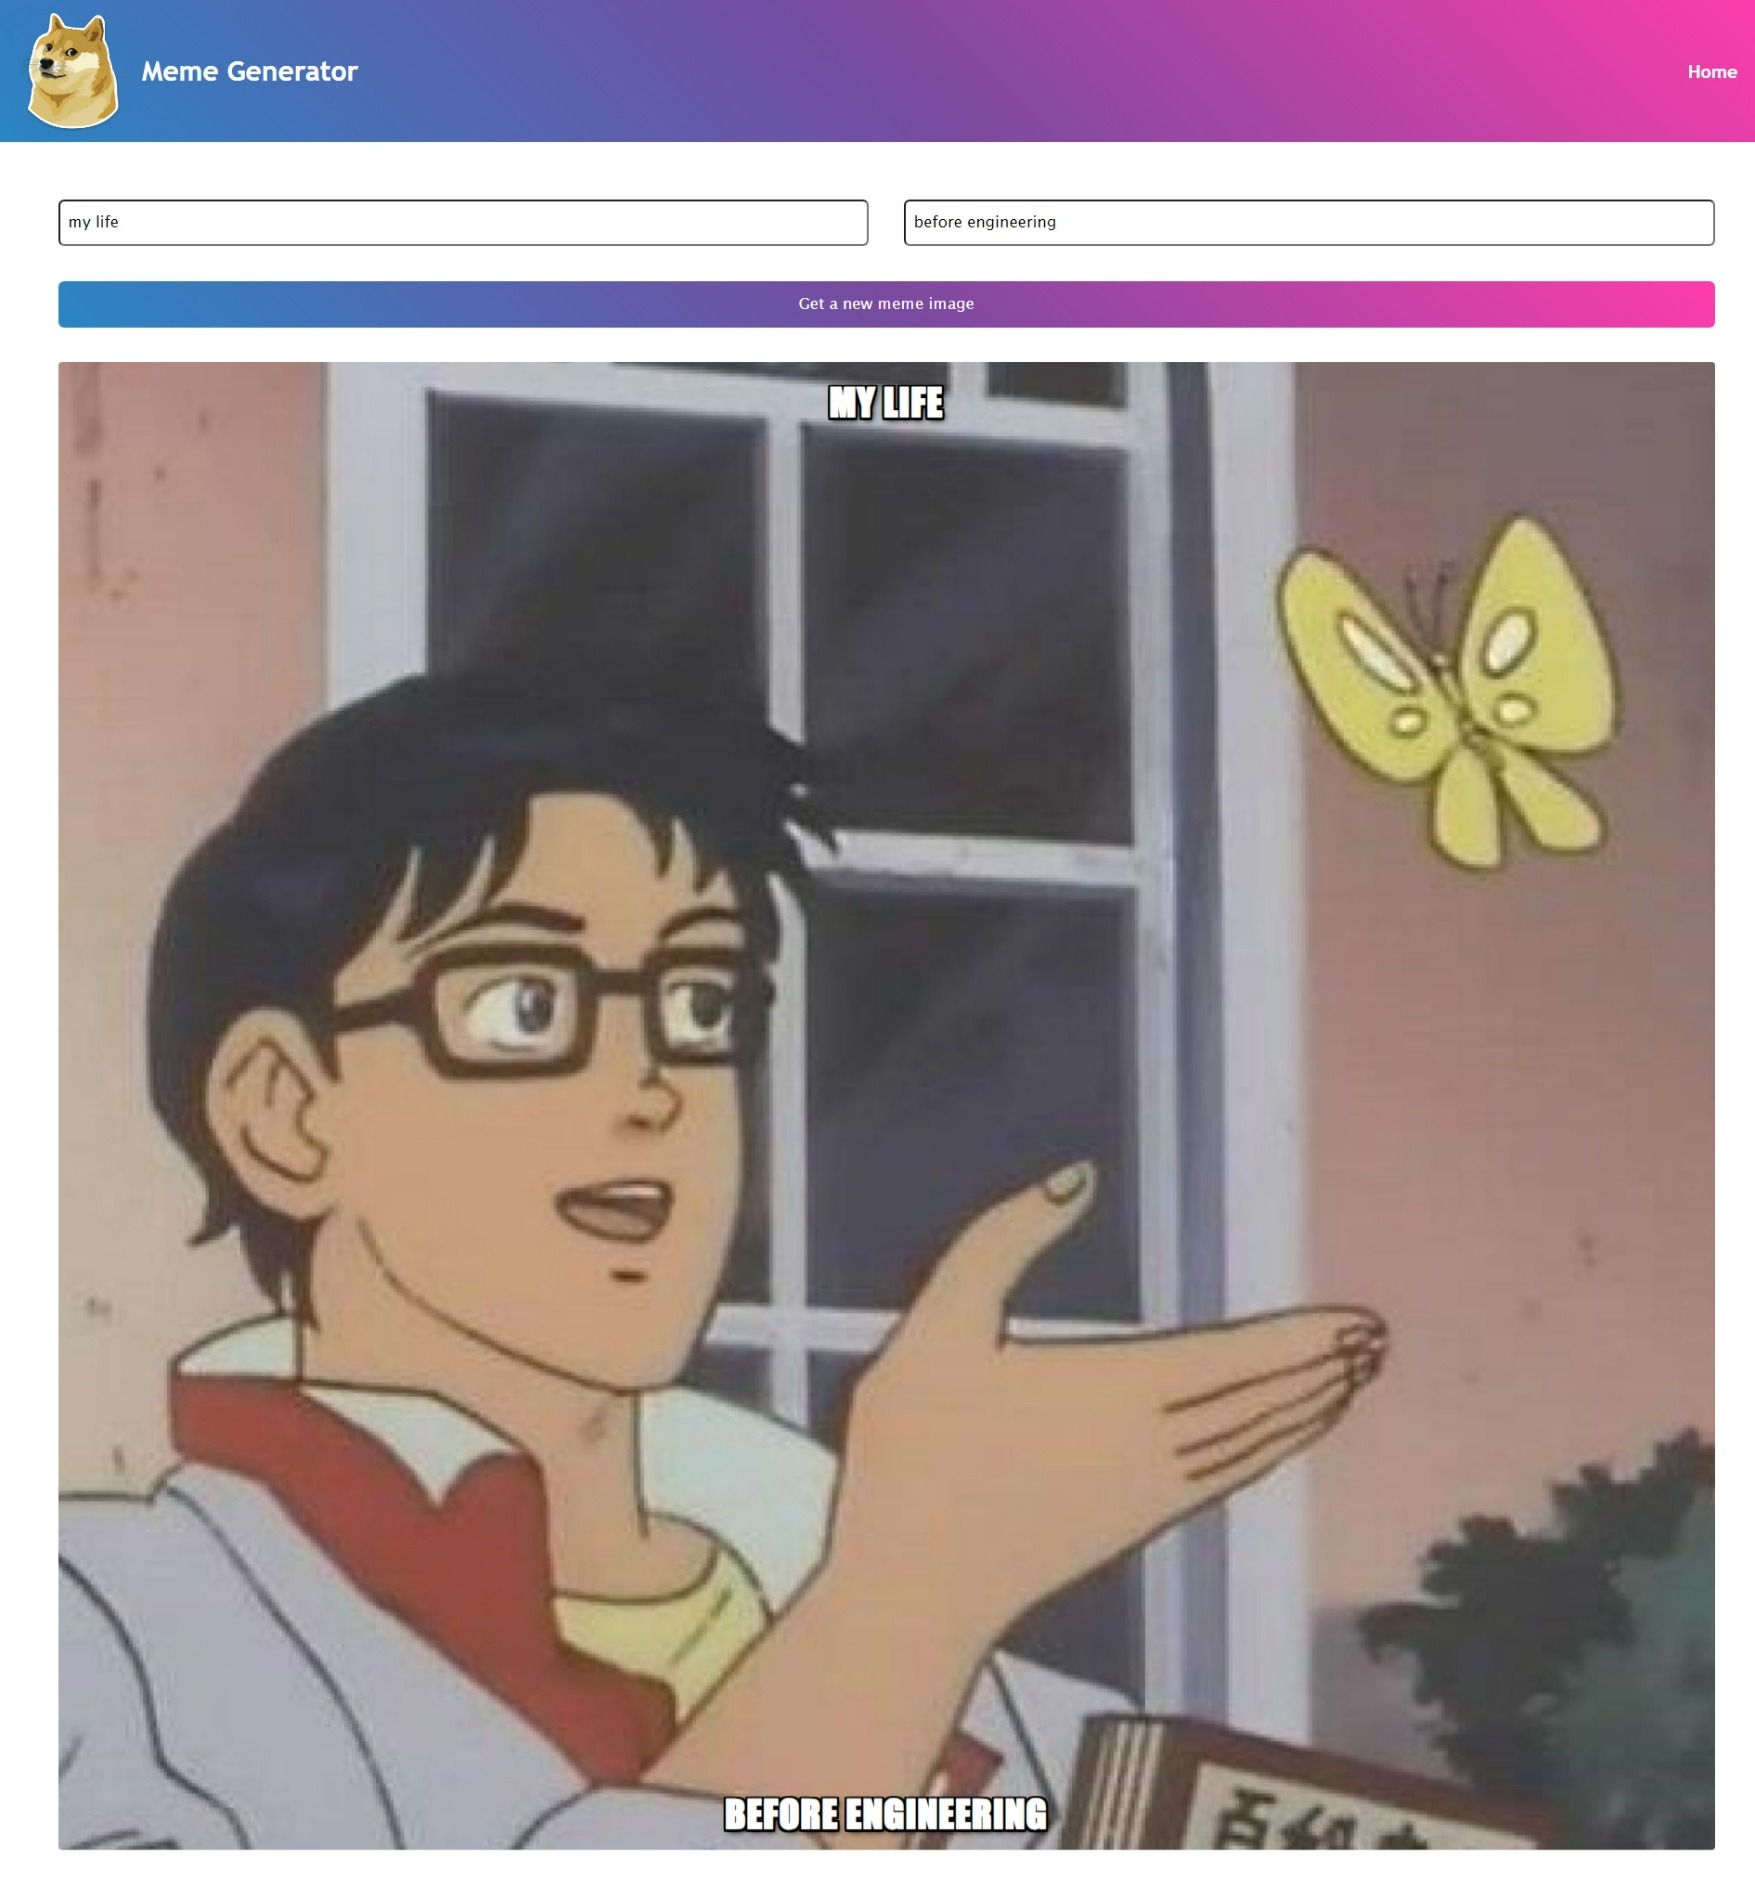 Meme Generator
Home
my life
before engineering
Get a new meme image
MY LIFE
BEFORE ENGINEERING